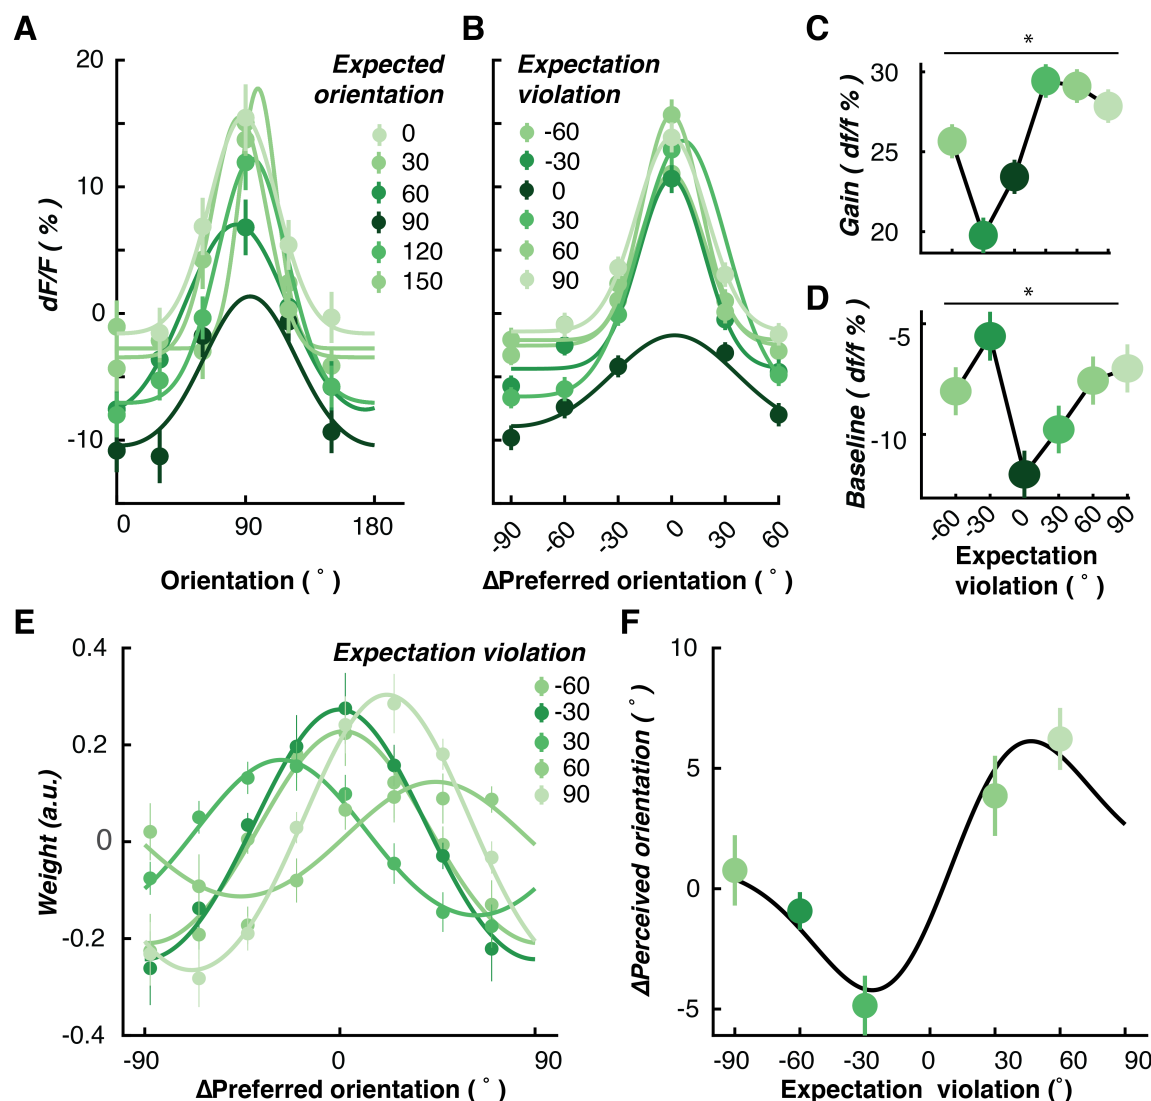 A
20
10
0
-10
dF/F ( % )
Expected
orientation
0
30
60
90
120
150
0
90
180
Orientation ( ° )
B
Expectation
violation
-60
-30
0
30
60
90
-90
-60
-30
0
30
60
ΔPreferred orientation ( ° )
C
*
30
25
20
Gain ( df/f % )
D
*
-5
-10
Baseline ( df/f % )
-60
-30
0
30
60
90
Expectation
violation ( ° )
E
0.4
0.2
0
-0.2
-0.4
Weight (a.u.)
Expectation violation
-60
-30
30
60
90
-90
0
90
ΔPreferred orientation ( ° )
F
10
5
0
-5
ΔPerceived orientation ( ° )
-90
-60
-30
0
30
60
90
Expectation violation (°)